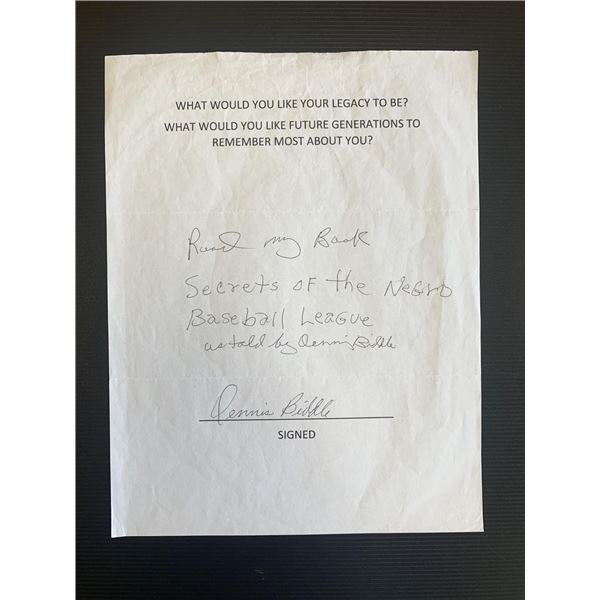 WHAT WOULD YOU LIKE YOUR LEGACY TO BE?
WHAT WOULD YOU LIKE FUTURE GENERATIONS TO
REMEMBER MOST ABOUT YOU?
Read my Book
Secrets OF the NEGRO
Baseball LEAGUE
as told by Dennis Biddle
Dennis Biddle
SIGNED